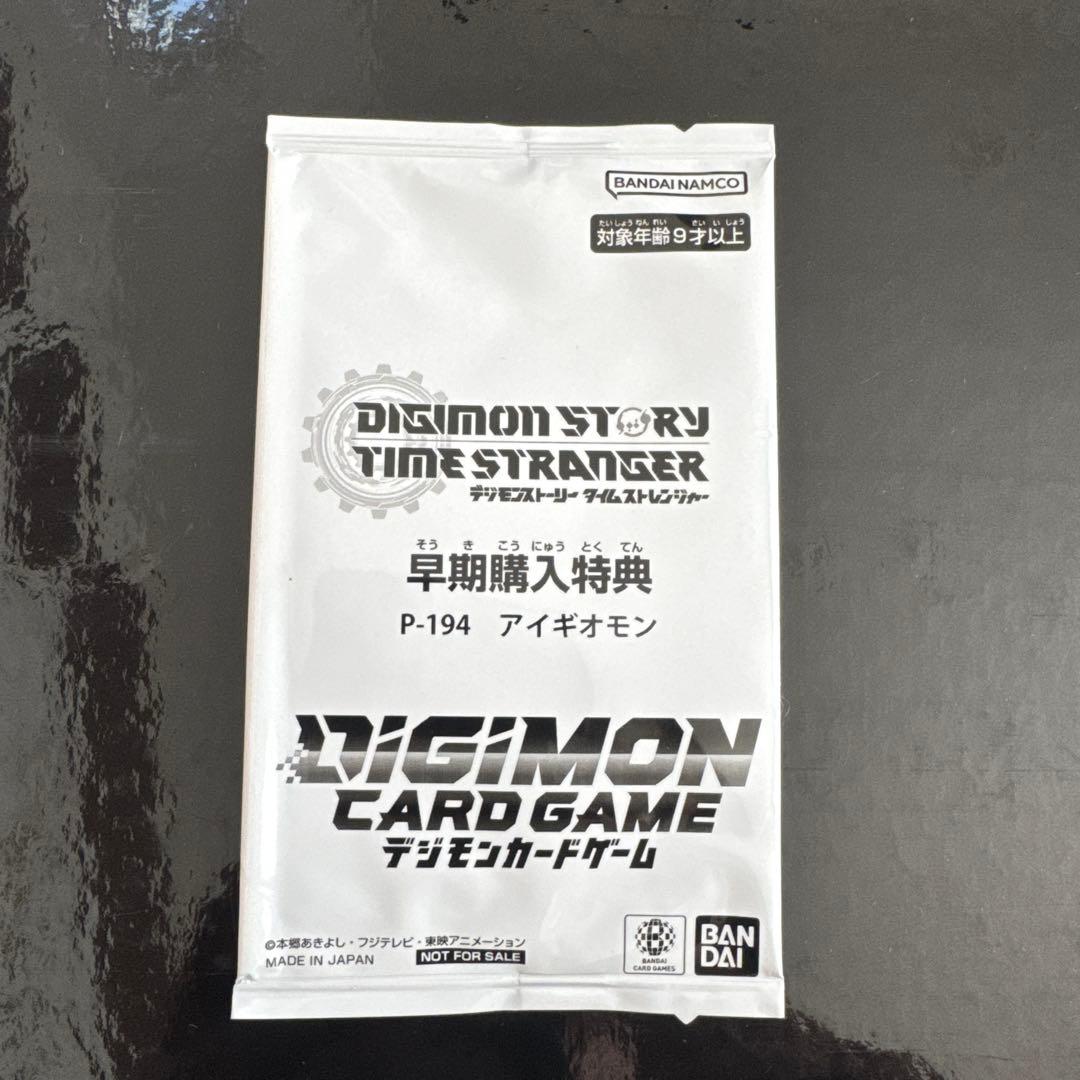 BANDAI NAMCO
たいしょうねんれい さい いじょう
対象年齢9才以上
DIGIMON STORY
TIME STRANGER
デジモンストーリー タイムストレンジャー
そう き こう にゅう とく てん
早期購入特典
P-194 アイギオモン
DiGiMON
CARD GAME
デジモンカードゲーム
©本郷あきよし・フジテレビ・東映アニメーション
MADE IN JAPAN NOT FOR SALE
B
BANDAI
CARD GAMES
BAN
DAI